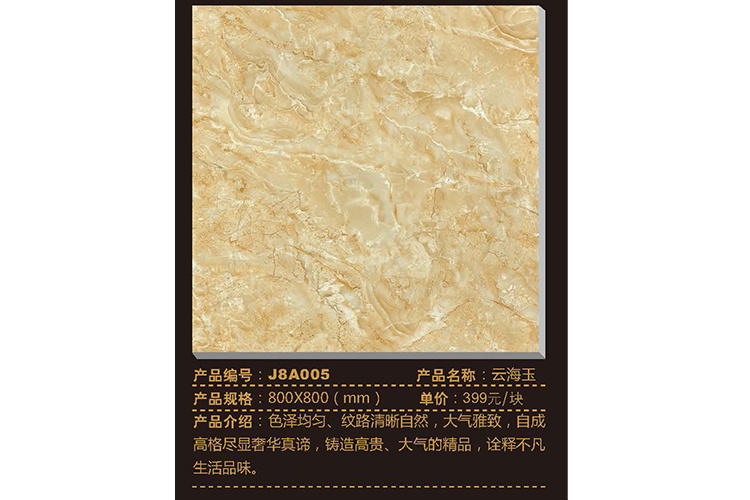 产品编号：J8A005 产品名称：云海玉
产品规格：800X800（mm） 单价：399元/块
产品介绍：色泽均匀、纹路清晰自然，大气雅致，自成
高格尽显奢华真谛，铸造高贵、大气的精品，诠释不凡
生活品味。